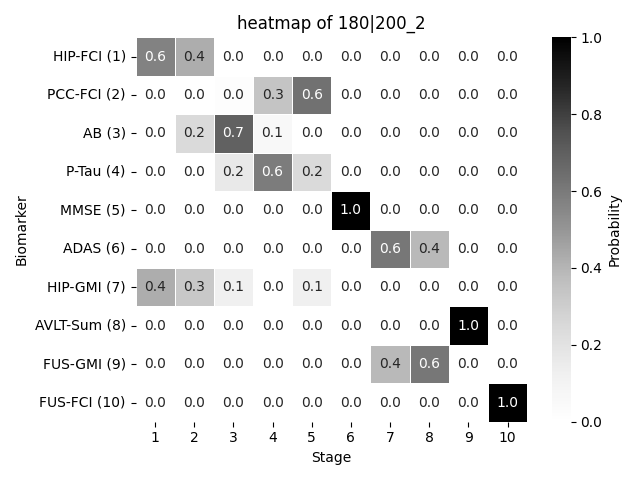 heatmap of 180|200_2
HIP-FCI (1) 0.6 0.4 0.0 0.0 0.0 0.0 0.0 0.0 0.0 0.0
PCC-FCI (2) 0.0 0.0 0.0 0.3 0.6 0.0 0.0 0.0 0.0 0.0
AB (3) 0.0 0.2 0.7 0.1 0.0 0.0 0.0 0.0 0.0 0.0
P-Tau (4) 0.0 0.0 0.2 0.6 0.2 0.0 0.0 0.0 0.0 0.0
MMSE (5) 0.0 0.0 0.0 0.0 0.0 1.0 0.0 0.0 0.0 0.0
ADAS (6) 0.0 0.0 0.0 0.0 0.0 0.0 0.6 0.4 0.0 0.0
HIP-GMI (7) 0.4 0.3 0.1 0.0 0.1 0.0 0.0 0.0 0.0 0.0
AVLT-Sum (8) 0.0 0.0 0.0 0.0 0.0 0.0 0.0 0.0 1.0 0.0
FUS-GMI (9) 0.0 0.0 0.0 0.0 0.0 0.0 0.4 0.6 0.0 0.0
FUS-FCI (10) 0.0 0.0 0.0 0.0 0.0 0.0 0.0 0.0 0.0 1.0
1 2 3 4 5 6 7 8 9 10
Stage
Biomarker
1.0
0.8
0.6
0.4
0.2
0.0
Probability